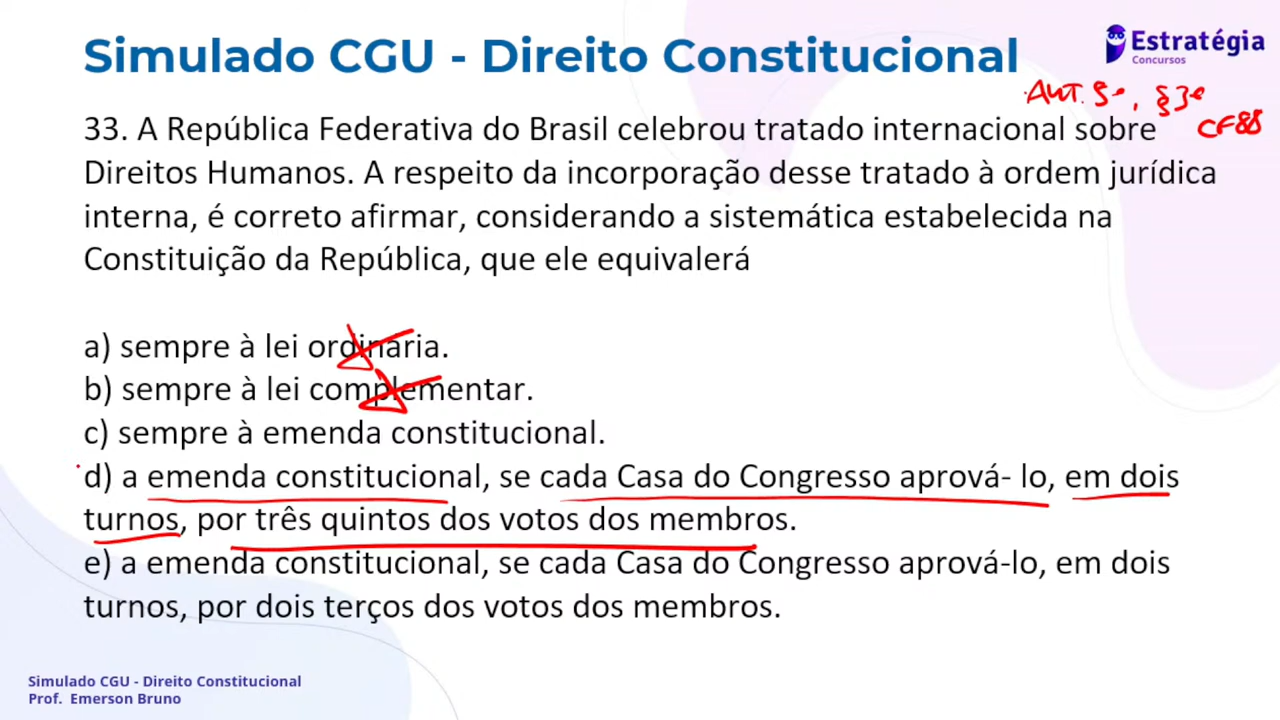 Simulado CGU - Direito Constitucional
Estratégia
Concursos
ART. 5º, §3º
CF88
33. A República Federativa do Brasil celebrou tratado internacional sobre
Direitos Humanos. A respeito da incorporação desse tratado à ordem jurídica
interna, é correto afirmar, considerando a sistemática estabelecida na
Constituição da República, que ele equivalerá
a) sempre à lei ordinária.
b) sempre à lei complementar.
c) sempre à emenda constitucional.
d) a emenda constitucional, se cada Casa do Congresso aprová- lo, em dois
turnos, por três quintos dos votos dos membros.
e) a emenda constitucional, se cada Casa do Congresso aprová-lo, em dois
turnos, por dois terços dos votos dos membros.
Simulado CGU - Direito Constitucional
Prof. Emerson Bruno